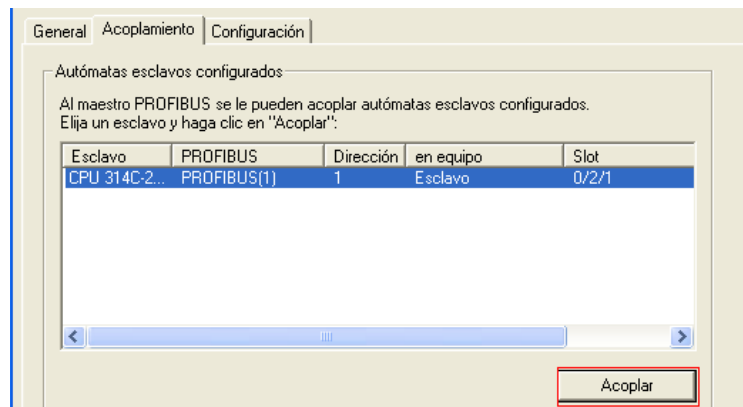 General Acoplamiento Configuración
Autómatas esclavos configurados
Al maestro PROFIBUS se le pueden acoplar autómatas esclavos configurados.
Elija un esclavo y haga clic en "Acoplar":
Esclavo PROFIBUS Dirección en equipo Slot
CPU 314C-2... PROFIBUS(1) 1 Esclavo 0/2/1
Acoplar